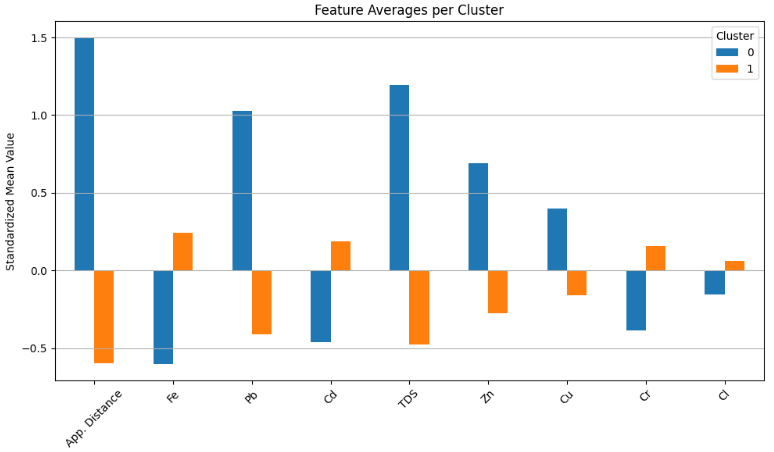 Feature Averages per Cluster
Cluster
0
1
Standardized Mean Value
1.5
1.0
0.5
0.0
−0.5
App. Distance
Fe
Pb
Cd
TDS
Zn
Cu
Cr
Cl